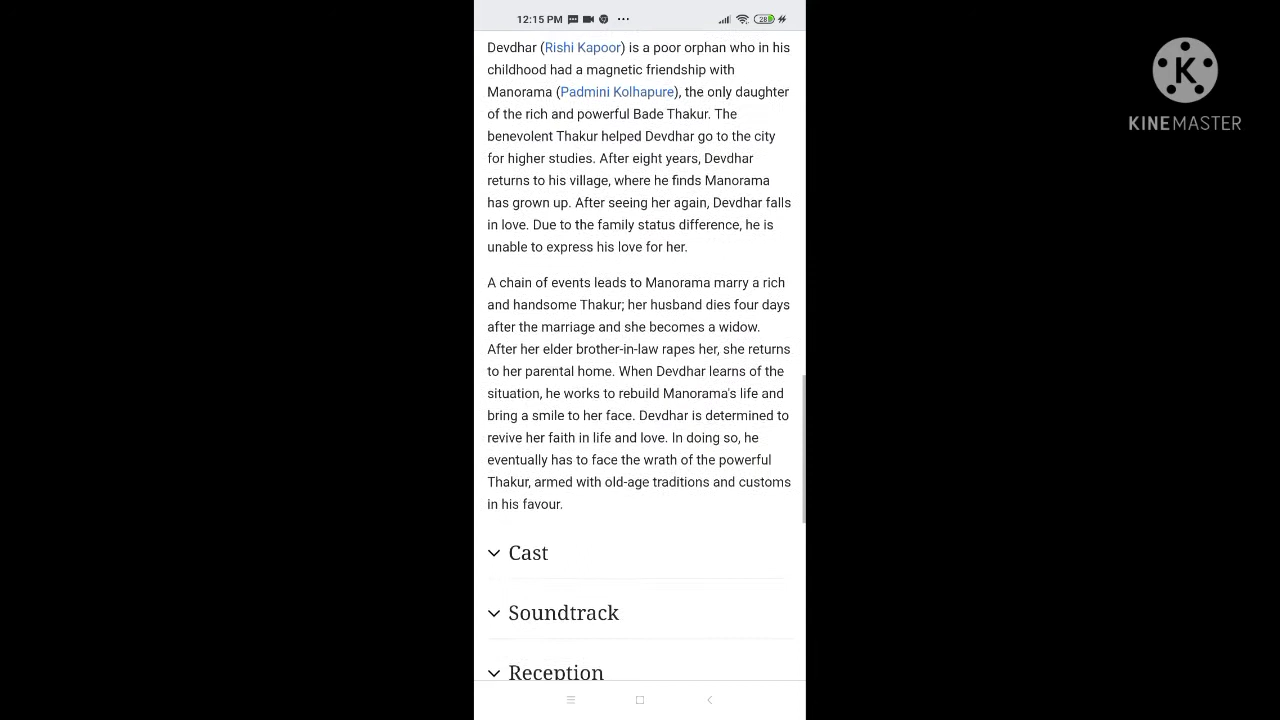 12:15 PM
28
Devdhar (Rishi Kapoor) is a poor orphan who in his
childhood had a magnetic friendship with
Manorama (Padmini Kolhapure), the only daughter
of the rich and powerful Bade Thakur. The
benevolent Thakur helped Devdhar go to the city
for higher studies. After eight years, Devdhar
returns to his village, where he finds Manorama
has grown up. After seeing her again, Devdhar falls
in love. Due to the family status difference, he is
unable to express his love for her.
A chain of events leads to Manorama marry a rich
and handsome Thakur; her husband dies four days
after the marriage and she becomes a widow.
After her elder brother-in-law rapes her, she returns
to her parental home. When Devdhar learns of the
situation, he works to rebuild Manorama's life and
bring a smile to her face. Devdhar is determined to
revive her faith in life and love. In doing so, he
eventually has to face the wrath of the powerful
Thakur, armed with old-age traditions and customs
in his favour.
Cast
Soundtrack
Reception
K
KINEMASTER